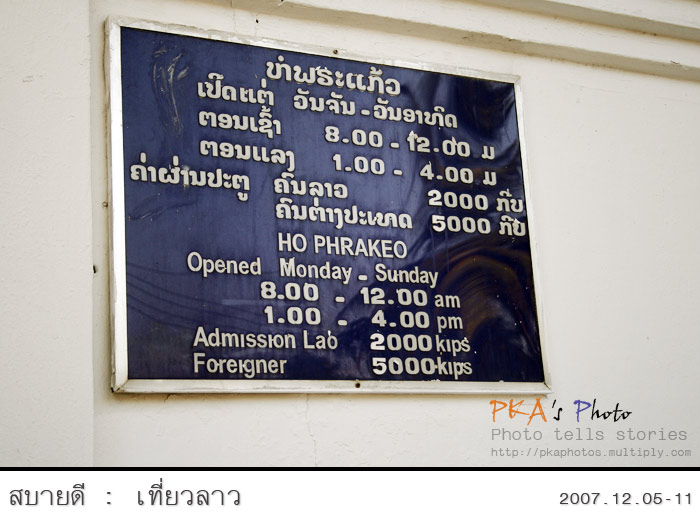 ຫໍພຣະແກ້ວ
ເປີດແຕ່ ວັນຈັນ - ວັນອາທິດ
ຕອນເຊົ້າ 8.00 - 12.00 ມ
ຕອນແລງ 1.00 - 4.00 ມ
ຄ່າຜ່ານປະຕູ ຄົນລາວ 2000 ກີບ
ຄົນຕ່າງປະເທດ 5000 ກີບ
HO PHRAKEO
Opened Monday - Sunday
8.00 - 12.00 am
1.00 - 4.00 pm
Admission Lao 2000 kips
Foreigner 5000 kips
PKA's Photo
Photo tells stories
http://pkaphotos.multiply.com
สบายดี : เที่ยวลาว 2007.12.05-11